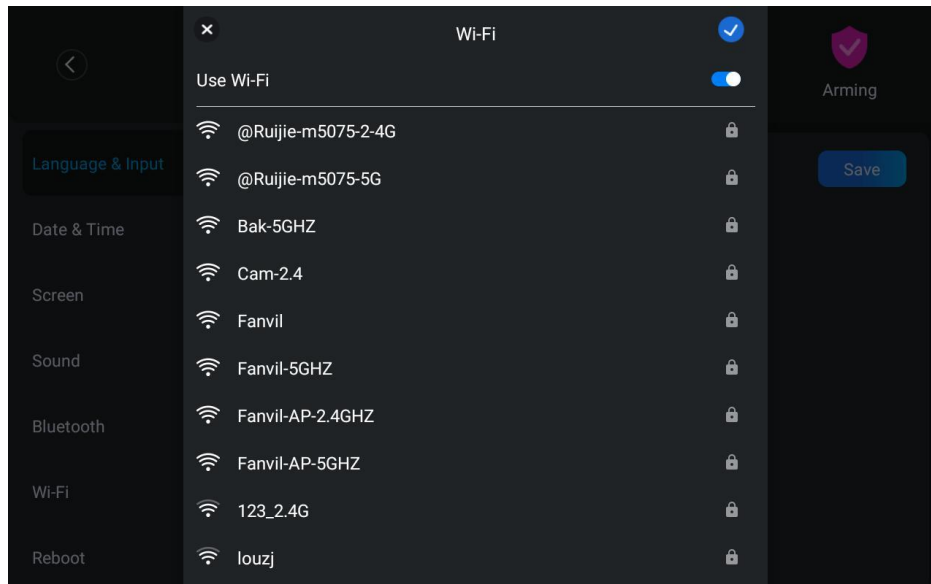 Wi-Fi
Use Wi-Fi
@Ruijie-m5075-2-4G
@Ruijie-m5075-5G
Bak-5GHZ
Cam-2.4
Fanvil
Fanvil-5GHZ
Fanvil-AP-2.4GHZ
Fanvil-AP-5GHZ
123_2.4G
louzj
Language & Input
Date & Time
Screen
Sound
Bluetooth
Wi-Fi
Reboot
Arming
Save